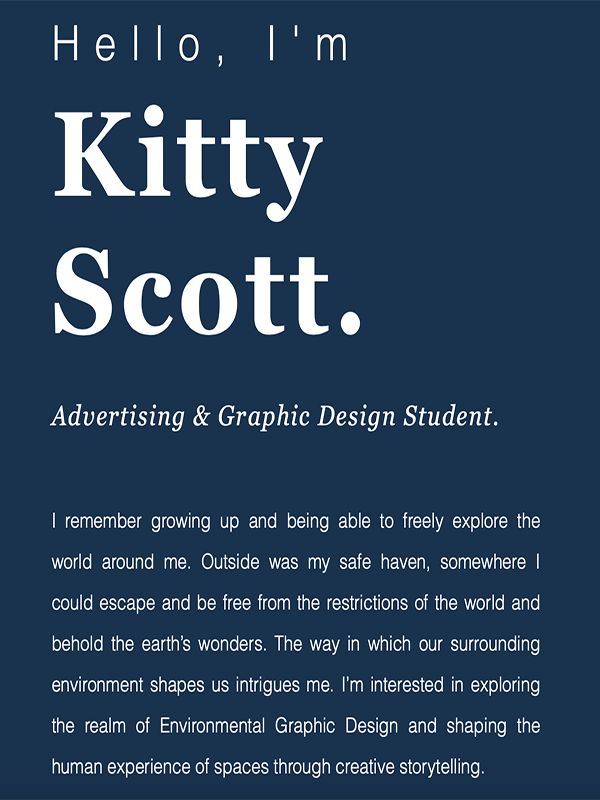 Hello, I'm
Kitty
Scott.
Advertising & Graphic Design Student.
I remember growing up and being able to freely explore the
world around me. Outside was my safe haven, somewhere I
could escape and be free from the restrictions of the world and
behold the earth's wonders. The way in which our surrounding
environment shapes us intrigues me. I'm interested in exploring
the realm of Environmental Graphic Design and shaping the
human experience of spaces through creative storytelling.